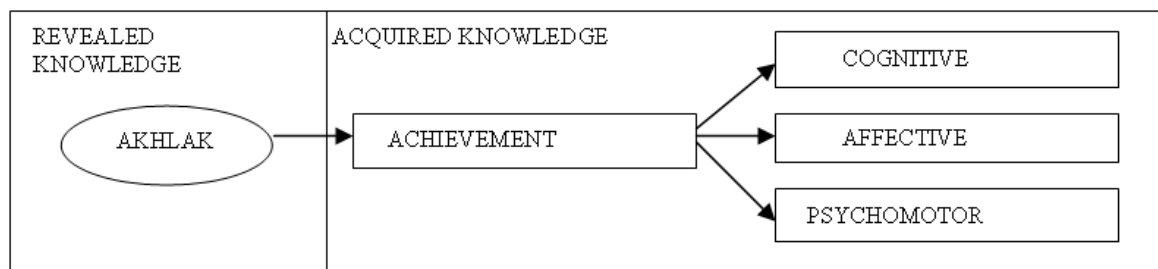 REVEALED
KNOWLEDGE
ACQUIRED KNOWLEDGE
AKHLAK
ACHIEVEMENT
COGNITIVE
AFFECTIVE
PSYCHOMOTOR